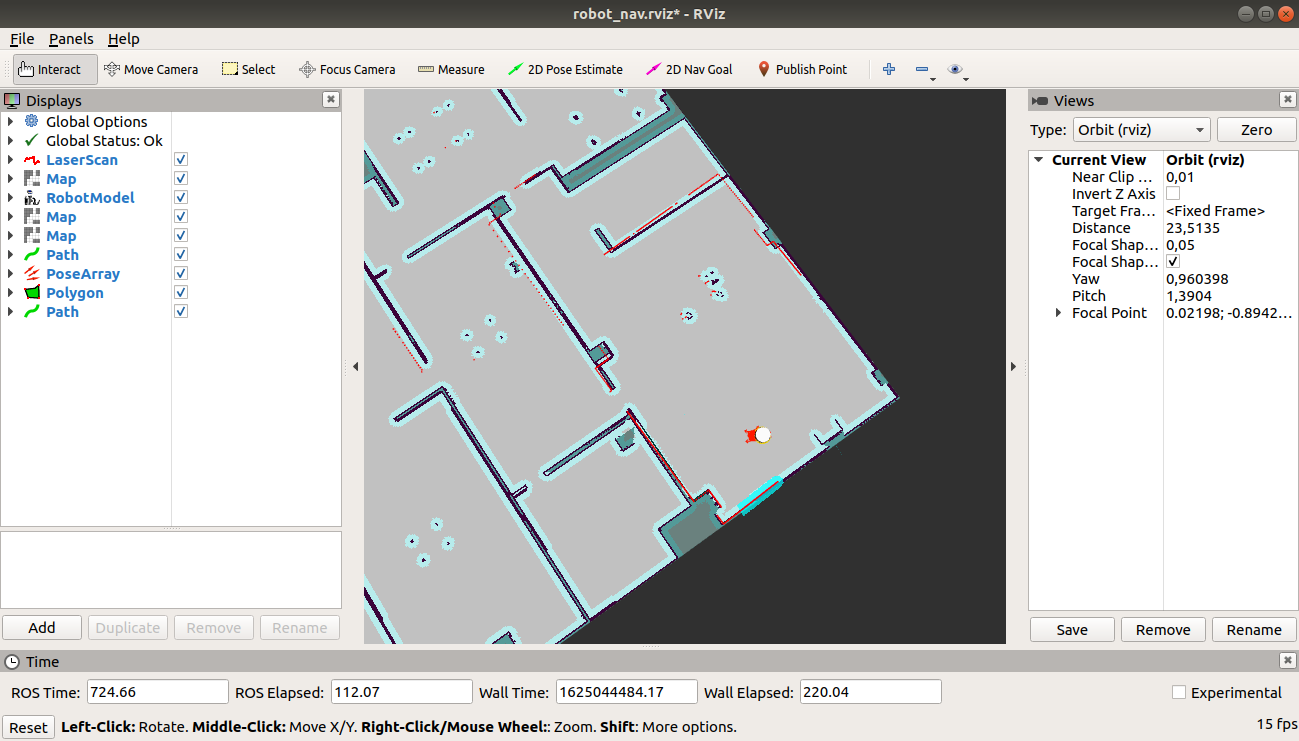 robot_nav.rviz* - RViz
File Panels Help
Interact Move Camera Select Focus Camera Measure 2D Pose Estimate 2D Nav Goal Publish Point
Displays
Global Options
Global Status: Ok
LaserScan
Map
RobotModel
Map
Map
Path
PoseArray
Polygon
Path
Add Duplicate Remove Rename
Views
Type: Orbit (rviz) Zero
Current View Orbit (rviz)
Near Clip ... 0,01
Invert Z Axis
Target Fra... <Fixed Frame>
Distance 23,5135
Focal Shap... 0,05
Focal Shap...
Yaw 0,960398
Pitch 1,3904
Focal Point 0.02198; -0.8942...
Save Remove Rename
Time
ROS Time: 724.66 ROS Elapsed: 112.07 Wall Time: 1625044484.17 Wall Elapsed: 220.04 Experimental
Reset Left-Click: Rotate. Middle-Click: Move X/Y. Right-Click/Mouse Wheel:: Zoom. Shift: More options. 15 fps